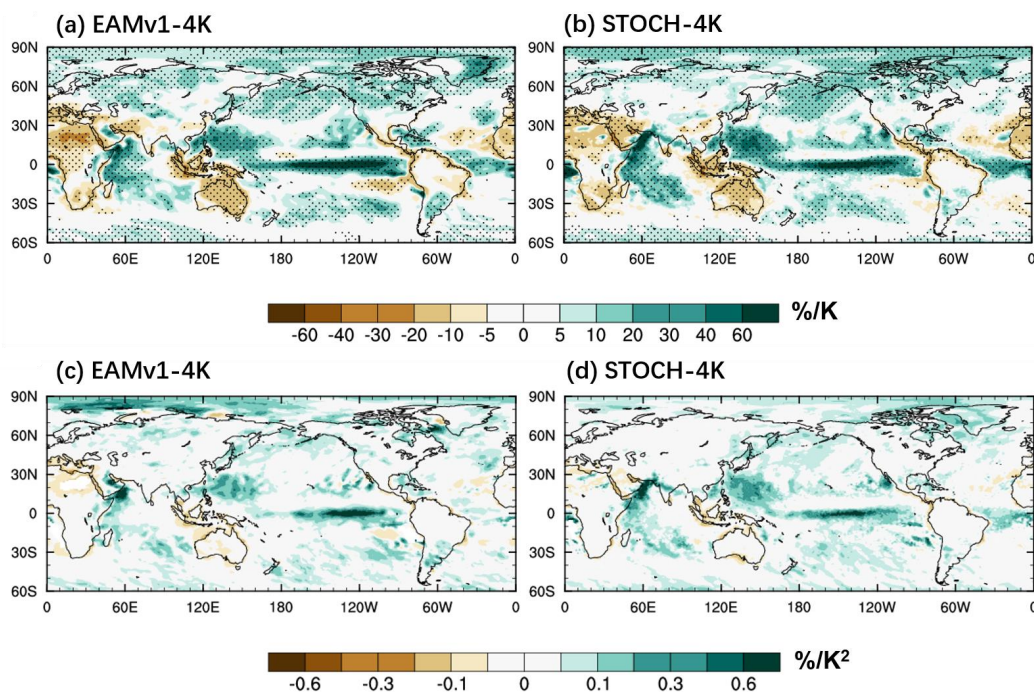 (a) EAMv1-4K (b) STOCH-4K
90N 90N
60N 60N
30N 30N
0 0
30S 30S
60S 60S
0 60E 120E 180 120W 60W 0 0 60E 120E 180 120W 60W 0
-60 -40 -30 -20 -10 -5 0 5 10 20 30 40 60 %/K
(c) EAMv1-4K (d) STOCH-4K
90N 90N
60N 60N
30N 30N
0 0
30S 30S
60S 60S
0 60E 120E 180 120W 60W 0 0 60E 120E 180 120W 60W 0
-0.6 -0.3 -0.1 0 0.1 0.3 0.6 %/K²